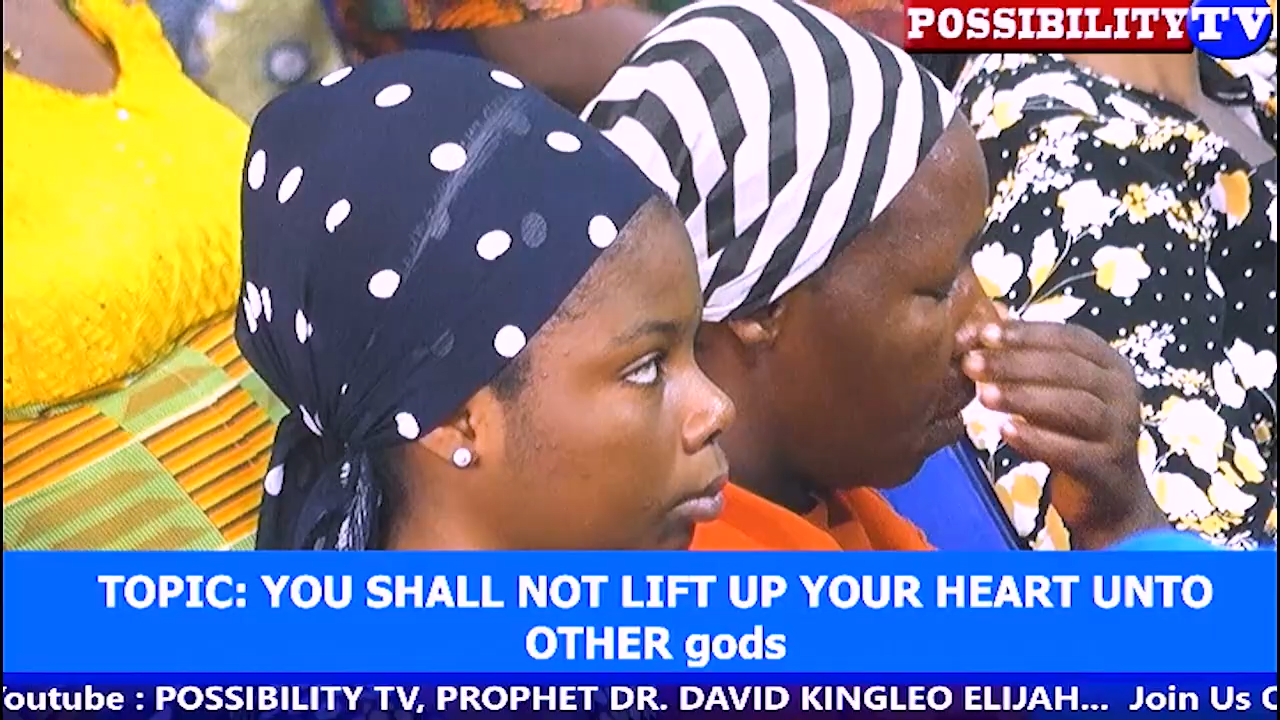 POSSIBILITY TV
TOPIC: YOU SHALL NOT LIFT UP YOUR HEART UNTO
OTHER gods
outube : POSSIBILITY TV, PROPHET DR. DAVID KINGLEO ELIJAH... Join Us